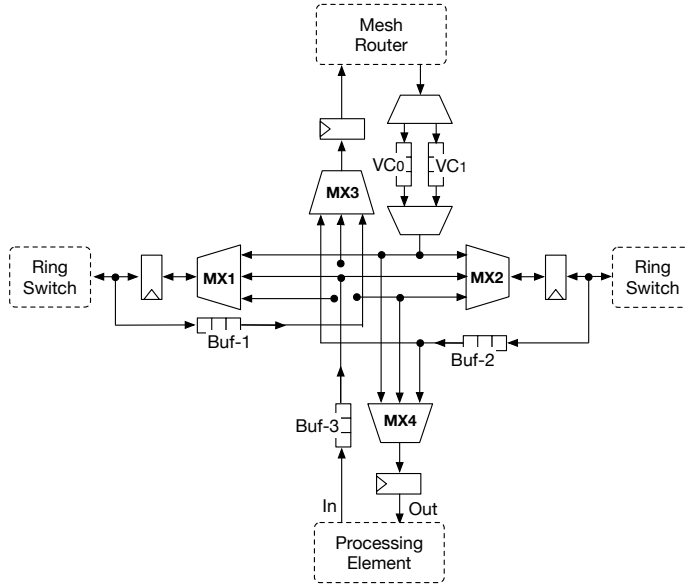 Mesh
Router
VC0
VC1
MX3
Ring
Switch
MX1
MX2
Ring
Switch
Buf-1
Buf-2
Buf-3
MX4
In
Out
Processing
Element